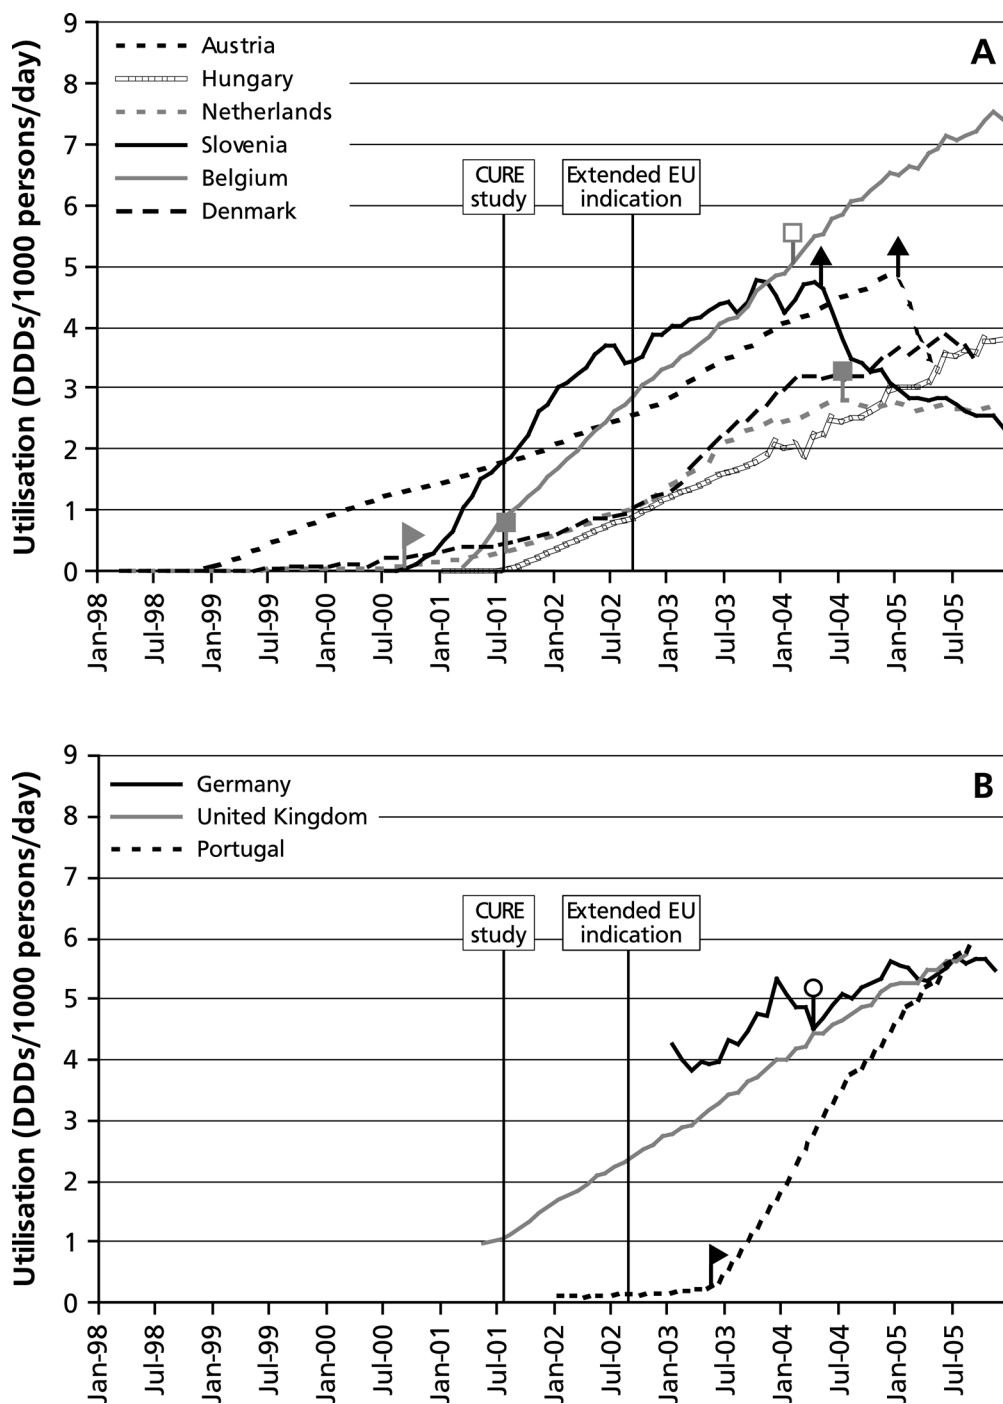 A
Utilisation (DDDs/1000 persons/day)
9
8
7
6
5
4
3
2
1
0
Austria
Hungary
Netherlands
Slovenia
Belgium
Denmark
CURE
study
Extended EU
indication
Jan-98
Jul-98
Jan-99
Jul-99
Jan-00
Jul-00
Jan-01
Jul-01
Jan-02
Jul-02
Jan-03
Jul-03
Jan-04
Jul-04
Jan-05
Jul-05
B
Utilisation (DDDs/1000 persons/day)
9
8
7
6
5
4
3
2
1
0
Germany
United Kingdom
Portugal
CURE
study
Extended EU
indication
Jan-98
Jul-98
Jan-99
Jul-99
Jan-00
Jul-00
Jan-01
Jul-01
Jan-02
Jul-02
Jan-03
Jul-03
Jan-04
Jul-04
Jan-05
Jul-05